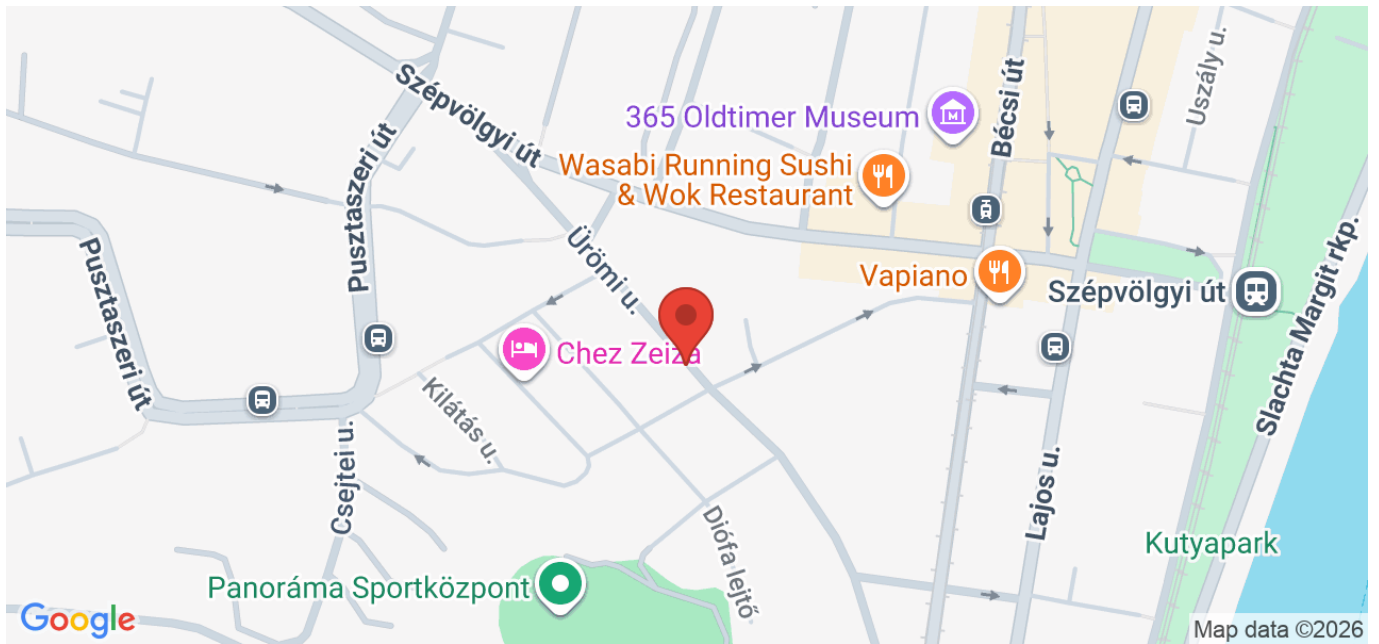 Szépvölgyi út
Pusztaszeri út
Bécsi út
Uszály u.
365 Oldtimer Museum
M
Wasabi Running Sushi
& Wok Restaurant
Ürömi u.
Pusztaszeri út
Vapiano
Szépvölgyi út
Slachta Margit rkp.
Chez Zeiza
Kilátás u.
Csejtei u.
Lajos u.
Diófa lejtő
Kutyapark
Panoráma Sportközpont
Google
Map data ©2026